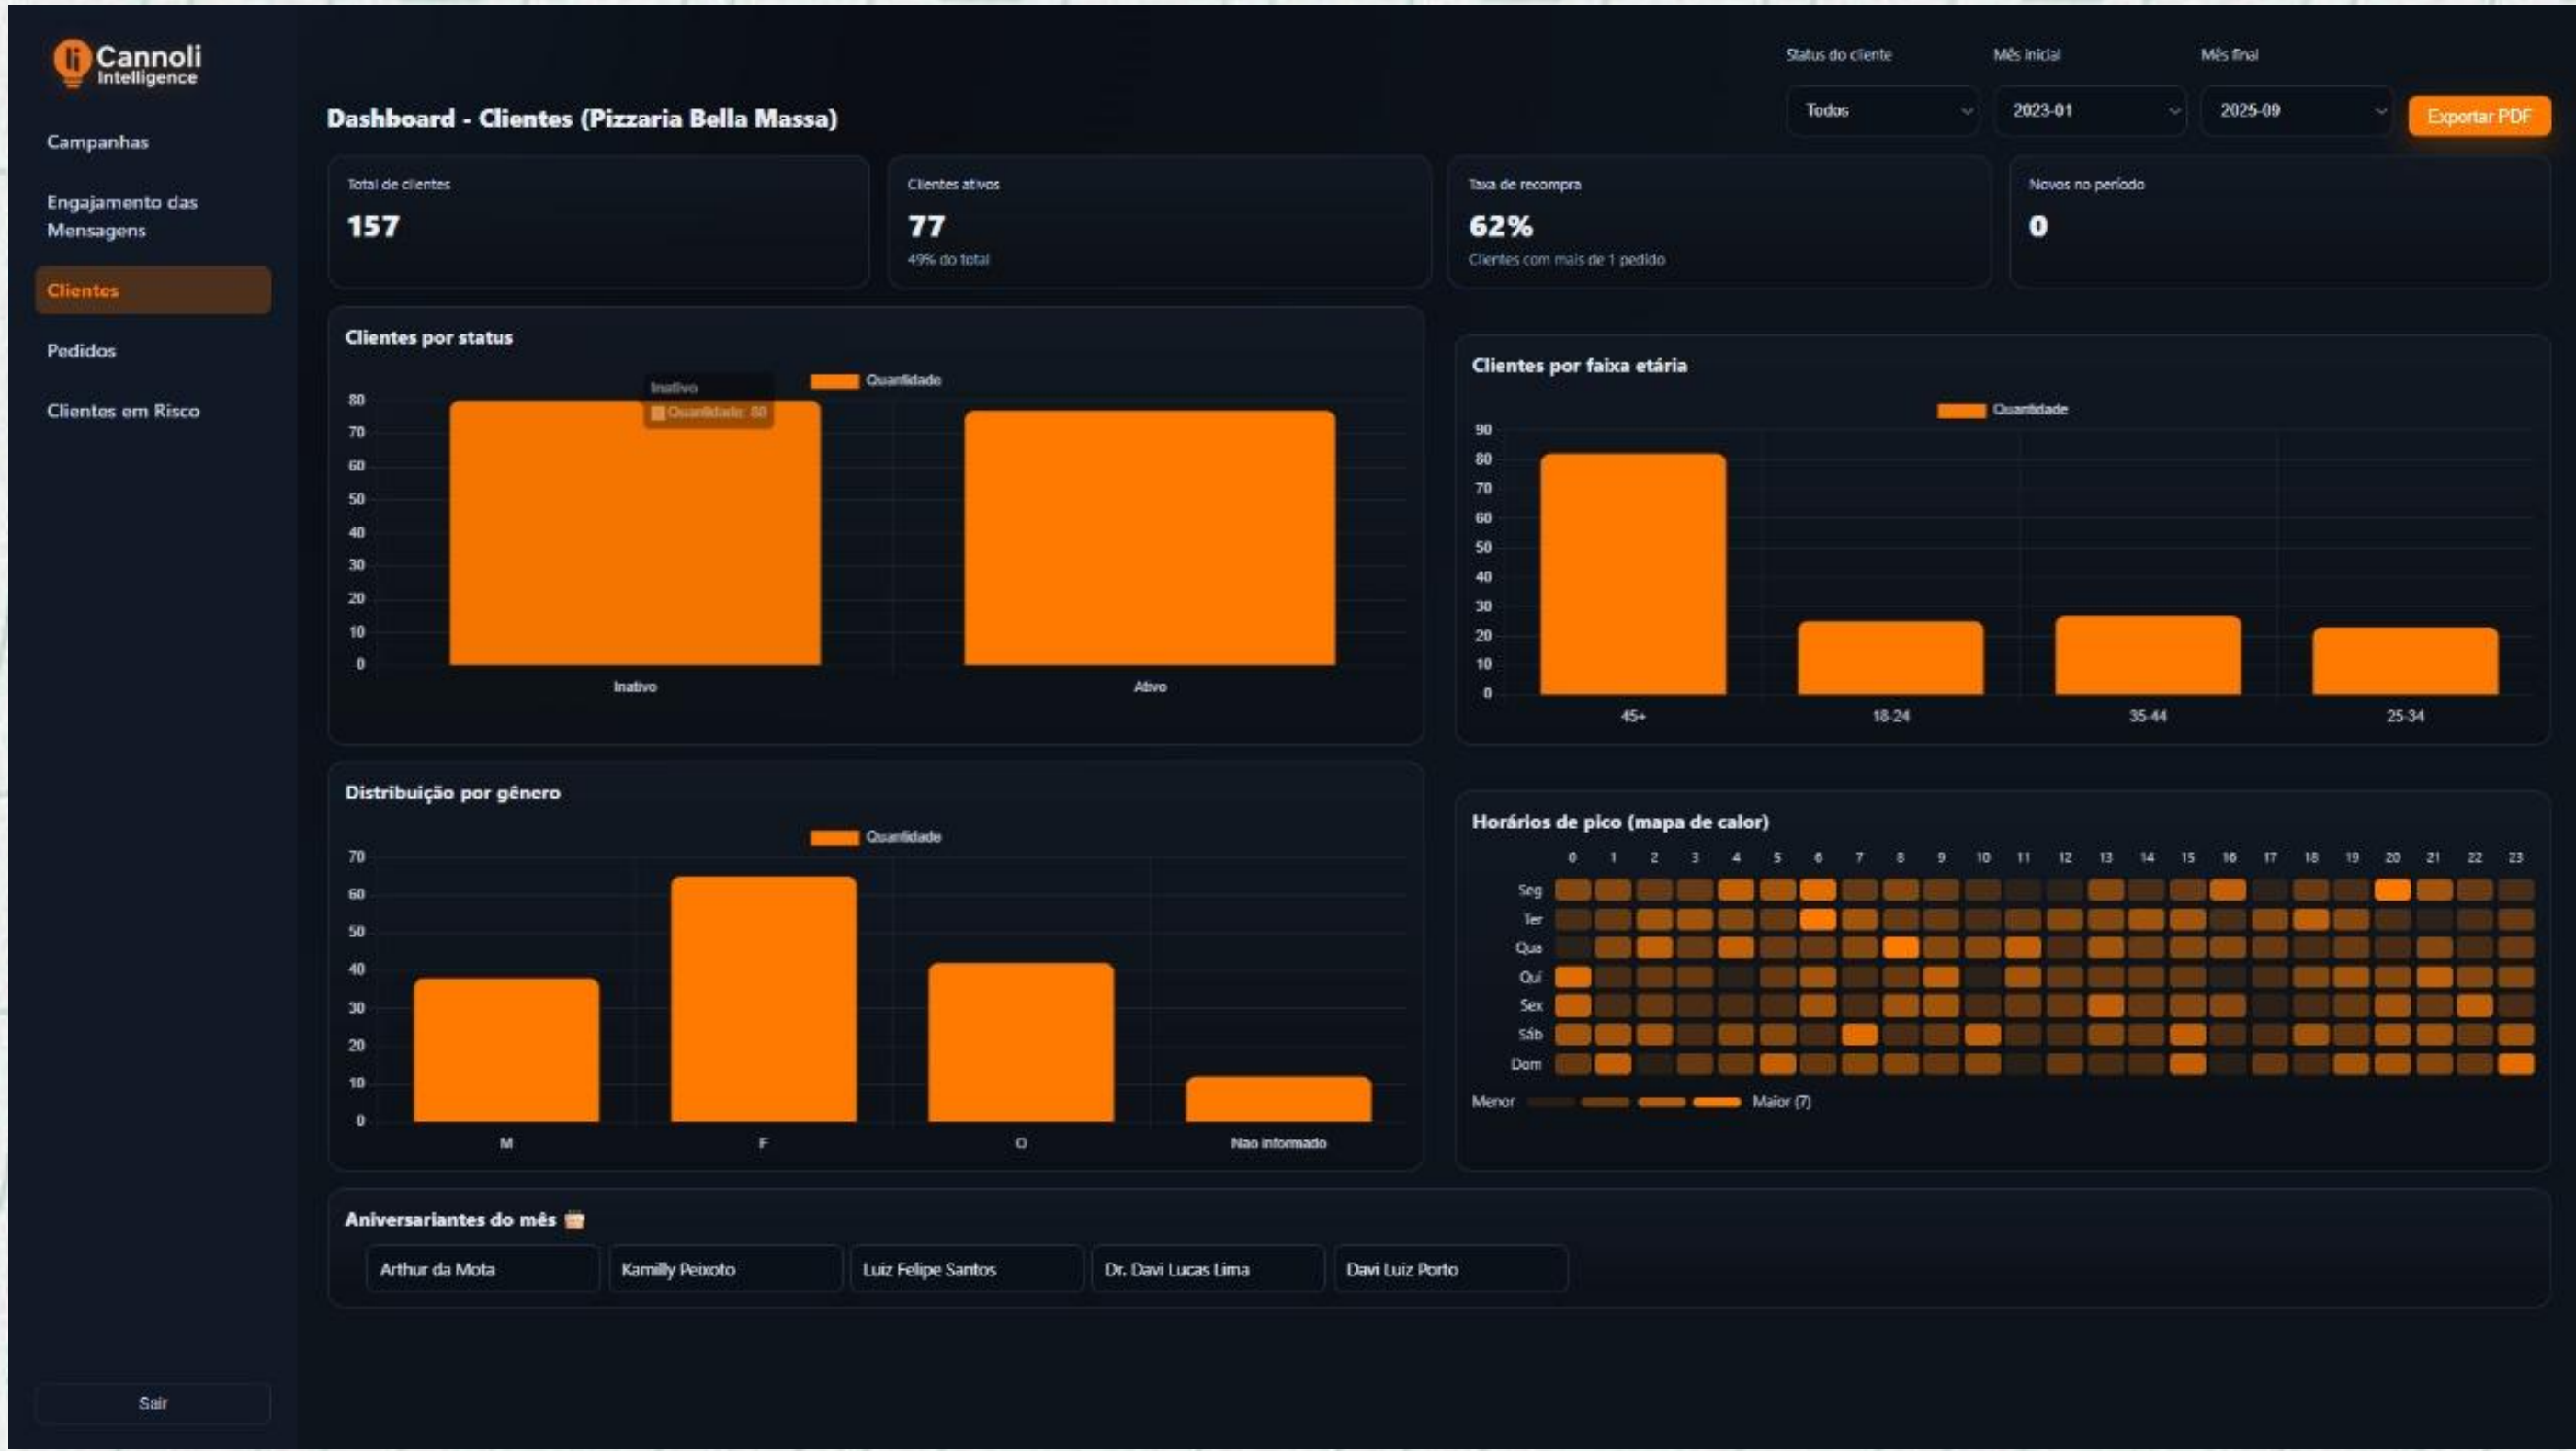 Cannoli
Intelligence
Campanhas
Engajamento das
Mensagens
Clientes
Pedidos
Clientes em Risco
Sair
Status do cliente
Mês inicial
Mês final
Dashboard - Clientes (Pizzaria Bella Massa)
Todos
2023-01
2025-09
Exportar PDF
Total de clientes
157
Clientes ativos
77
49% do total
Taxa de recompra
62%
Clientes com mais de 1 pedido
Novos no período
0
Clientes por status
Quantidade
Inativo
Quantidade: 80
80
70
60
50
40
30
20
10
0
Inativo
Ativo
Clientes por faixa etária
Quantidade
90
80
70
60
50
40
30
20
10
0
45+
18-24
35-44
25-34
Distribuição por gênero
Quantidade
70
60
50
40
30
20
10
0
M
F
O
Nao informado
Horários de pico (mapa de calor)
0 1 2 3 4 5 6 7 8 9 10 11 12 13 14 15 16 17 18 19 20 21 22 23
Seg
Ter
Qua
Qui
Sex
Sáb
Dom
Menor
Maior (7)
Aniversariantes do mês
Arthur da Mota
Kamilly Peixoto
Luiz Felipe Santos
Dr. Davi Lucas Lima
Davi Luiz Porto